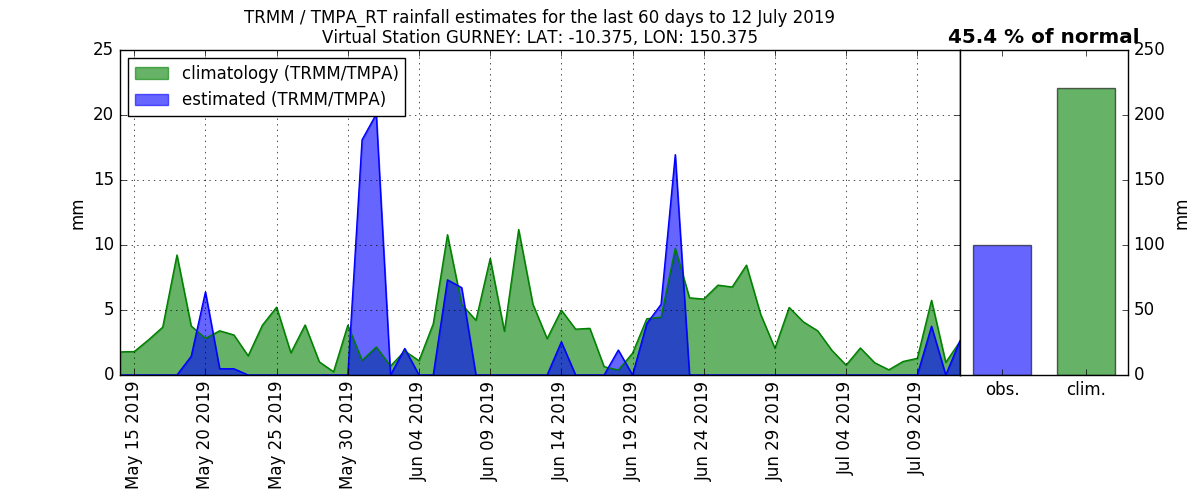 TRMM / TMPA_RT rainfall estimates for the last 60 days to 12 July 2019
Virtual Station GURNEY: LAT: -10.375, LON: 150.375
45.4 % of normal
climatology (TRMM/TMPA)
estimated (TRMM/TMPA)
25
20
15
10
5
0
mm
250
200
150
100
50
0
mm
May 15 2019
May 20 2019
May 25 2019
May 30 2019
Jun 04 2019
Jun 09 2019
Jun 14 2019
Jun 19 2019
Jun 24 2019
Jun 29 2019
Jul 04 2019
Jul 09 2019
obs.
clim.